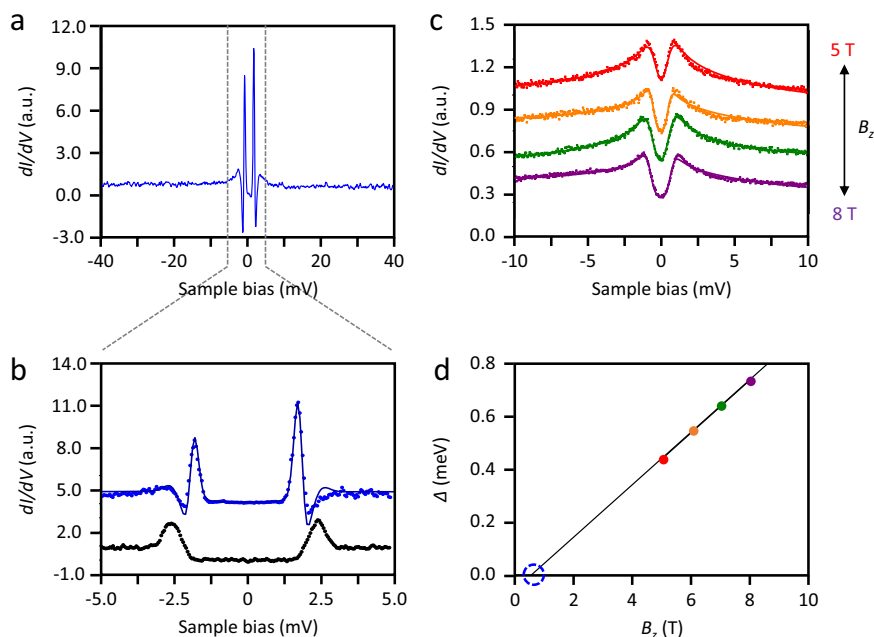 a
12.0
9.0
6.0
3.0
0.0
-3.0
dI/dV (a.u.)
-40 -20 0 20 40
Sample bias (mV)
c
1.5
1.2
0.9
0.6
0.3
0.0
dI/dV (a.u.)
-10 -5 0 5 10
Sample bias (mV)
5 T
B_z
8 T
b
14.0
11.0
8.0
5.0
2.0
-1.0
dI/dV (a.u.)
-5.0 -2.5 0 2.5 5.0
Sample bias (mV)
d
0.8
0.6
0.4
0.2
0.0
Δ (meV)
0 2 4 6 8 10
B_z (T)